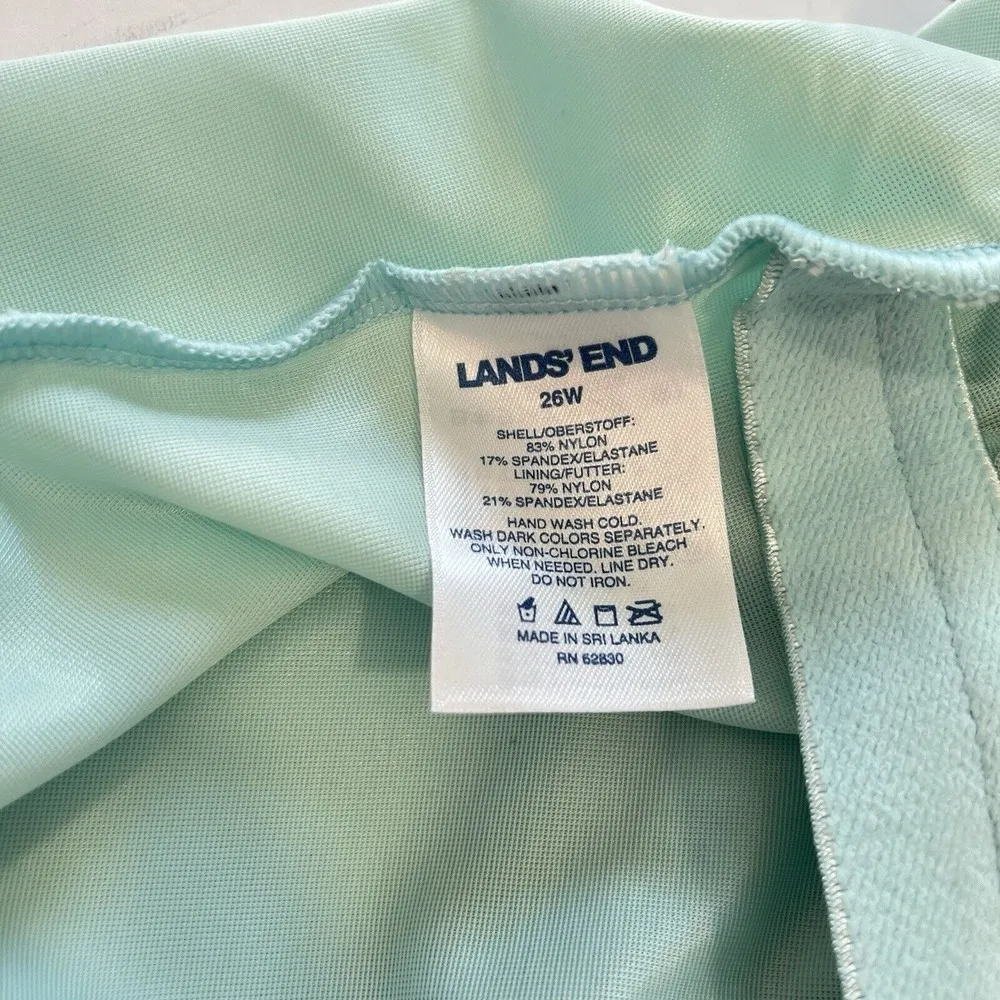 LANDS' END
26W
SHELL/OBERSTOFF:
83% NYLON
17% SPANDEX/ELASTANE
LINING/FUTTER:
79% NYLON
21% SPANDEX/ELASTANE
HAND WASH COLD.
WASH DARK COLORS SEPARATELY.
ONLY NON-CHLORINE BLEACH
WHEN NEEDED. LINE DRY.
DO NOT IRON.
MADE IN SRI LANKA
RN 62830